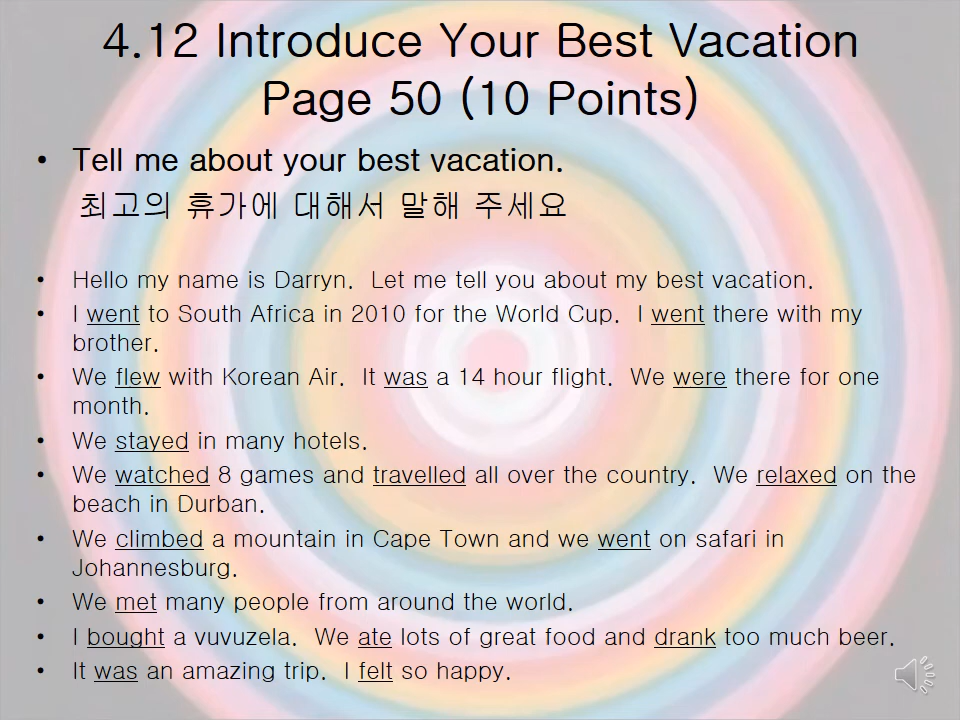 4.12 Introduce Your Best Vacation
Page 50 (10 Points)
• Tell me about your best vacation.
최고의 휴가에 대해서 말해 주세요
• Hello my name is Darryn. Let me tell you about my best vacation.
• I went to South Africa in 2010 for the World Cup. I went there with my
brother.
• We flew with Korean Air. It was a 14 hour flight. We were there for one
month.
• We stayed in many hotels.
• We watched 8 games and travelled all over the country. We relaxed on the
beach in Durban.
• We climbed a mountain in Cape Town and we went on safari in
Johannesburg.
• We met many people from around the world.
• I bought a vuvuzela. We ate lots of great food and drank too much beer.
• It was an amazing trip. I felt so happy.